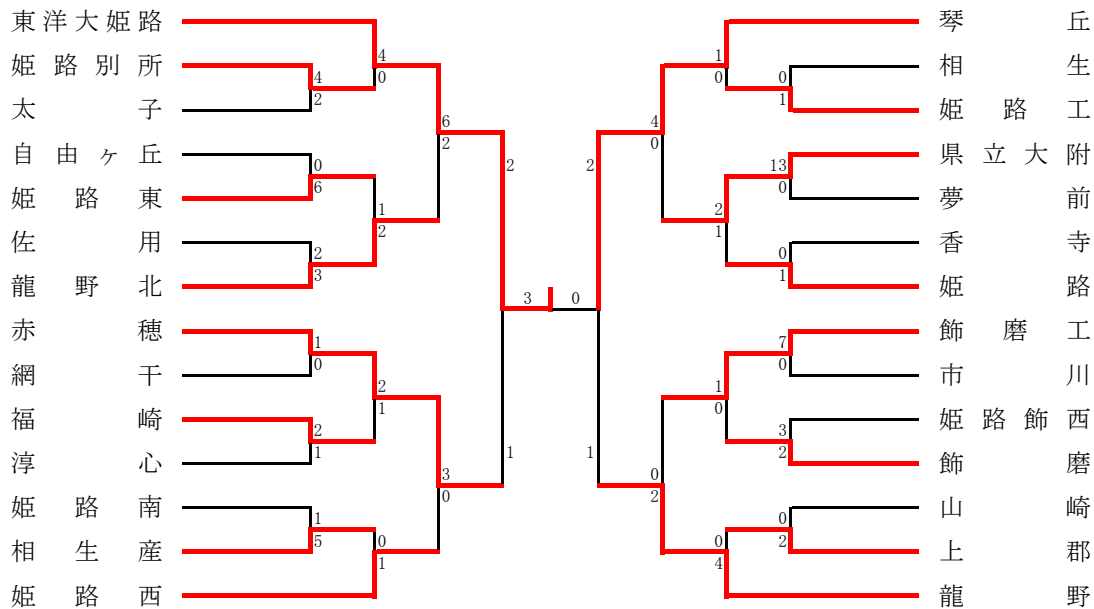 東洋大姫路
姫路別所
太子
自由ヶ丘
姫路東
佐用
龍野北
赤穂
網干
福崎
淳心
姫路南
相生産
姫路西
4
2
0
6
2
3
1
0
2
1
1
5
4
0
1
2
2
1
0
1
6
2
3
0
2
1
3
0
2
1
4
0
0
2
1
0
2
1
1
0
0
4
0
1
13
0
0
1
7
0
3
2
0
2
琴丘
相生
姫路工
県立大附
夢前
香寺
姫路
飾磨工
市川
姫路飾西
飾磨
山崎
上郡
龍野